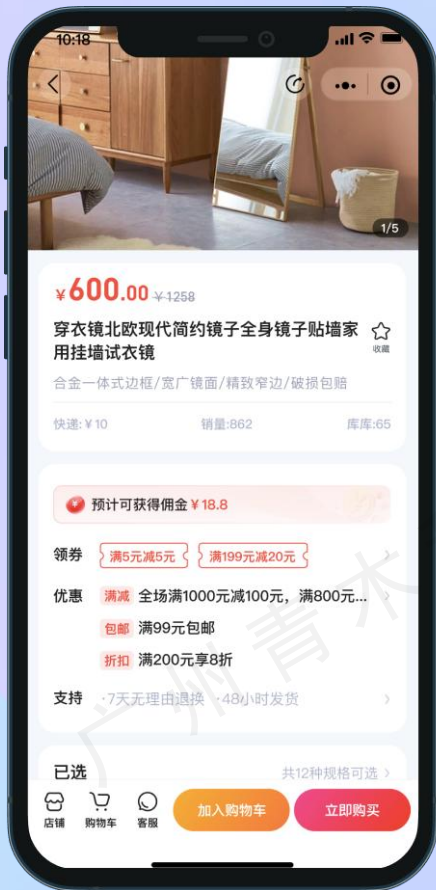 10:18
1/5
¥600.00 ¥1258
穿衣镜北欧现代简约镜子全身镜子贴墙家
用挂墙试衣镜
收藏
合金一体式边框/宽广镜面/精致窄边/破损包赔
快递:¥10 销量:862 库库:65
预计可获得佣金¥18.8
领券 满5元减5元 满199元减20元
优惠 满减 全场满1000元减100元，满800元...
包邮 满99元包邮
折扣 满200元享8折
支持 ·7天无理由退换 ·48小时发货
已选 共12种规格可选
店铺 购物车 客服 加入购物车 立即购买
广州青木